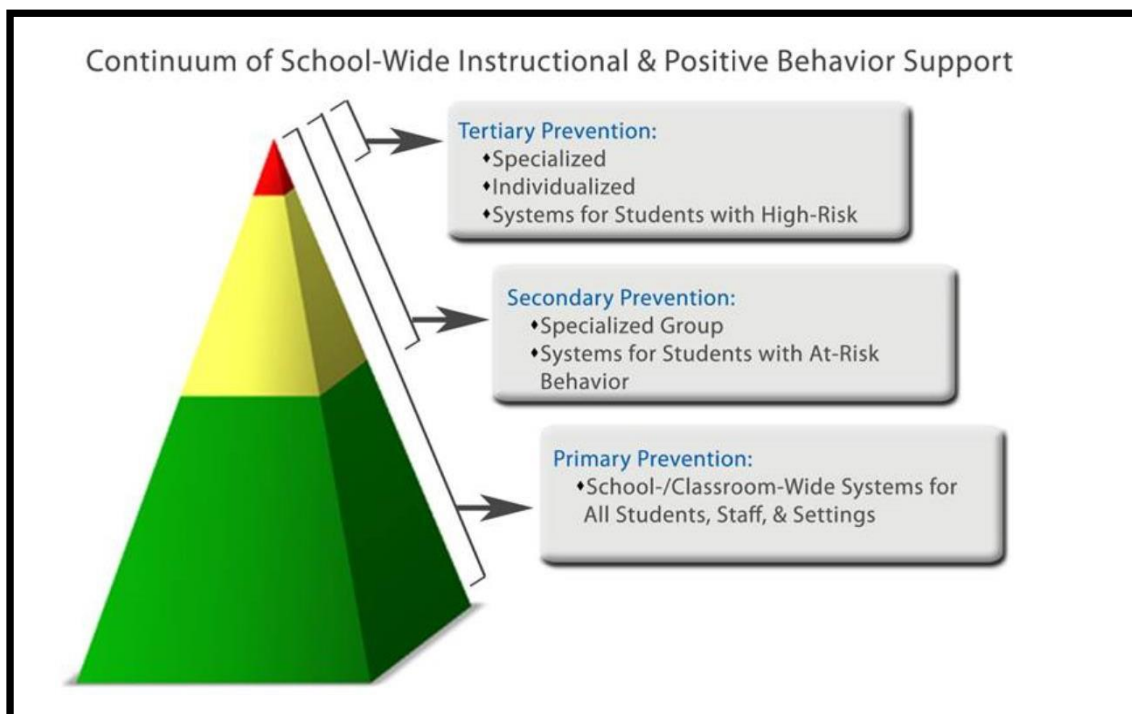 Continuum of School-Wide Instructional & Positive Behavior Support
Tertiary Prevention:
♦Specialized
♦Individualized
♦Systems for Students with High-Risk
Secondary Prevention:
♦Specialized Group
♦Systems for Students with At-Risk
Behavior
Primary Prevention:
♦School-/Classroom-Wide Systems for
All Students, Staff, & Settings